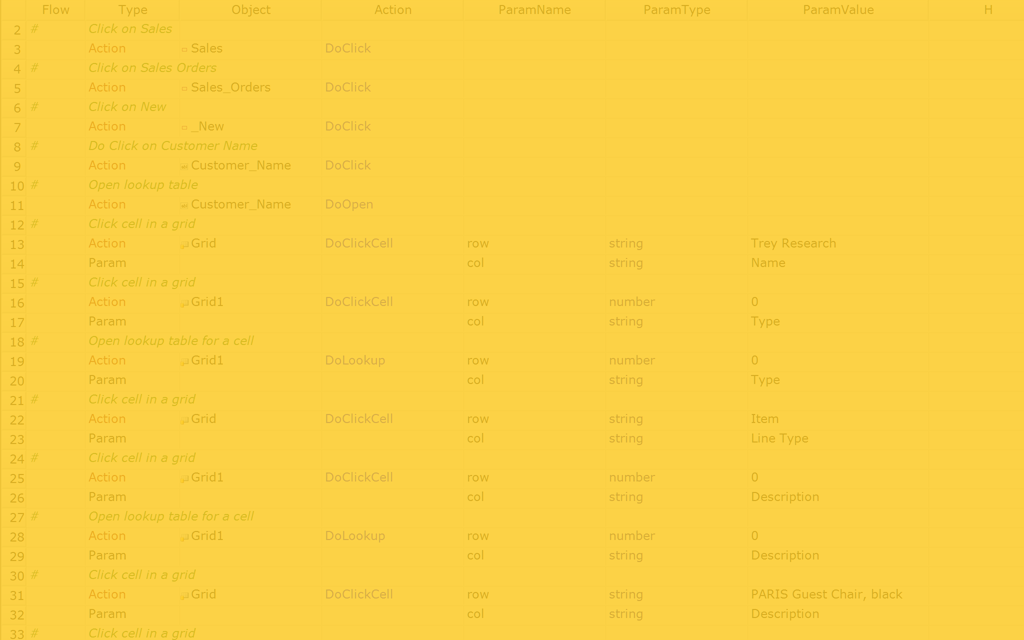 Flow Type Object Action ParamName ParamType ParamValue H
2 # Click on Sales
3 Action Sales DoClick
4 # Click on Sales Orders
5 Action Sales_Orders DoClick
6 # Click on New
7 Action _New DoClick
8 # Do Click on Customer Name
9 Action Customer_Name DoClick
10 # Open lookup table
11 Action Customer_Name DoOpen
12 # Click cell in a grid
13 Action Grid DoClickCell row string Trey Research
14 Param col string Name
15 # Click cell in a grid
16 Action Grid1 DoClickCell row number 0
17 Param col string Type
18 # Open lookup table for a cell
19 Action Grid1 DoLookup row number 0
20 Param col string Type
21 # Click cell in a grid
22 Action Grid DoClickCell row string Item
23 Param col string Line Type
24 # Click cell in a grid
25 Action Grid1 DoClickCell row number 0
26 Param col string Description
27 # Open lookup table for a cell
28 Action Grid1 DoLookup row number 0
29 Param col string Description
30 # Click cell in a grid
31 Action Grid DoClickCell row string PARIS Guest Chair, black
32 Param col string Description
33 # Click cell in a grid